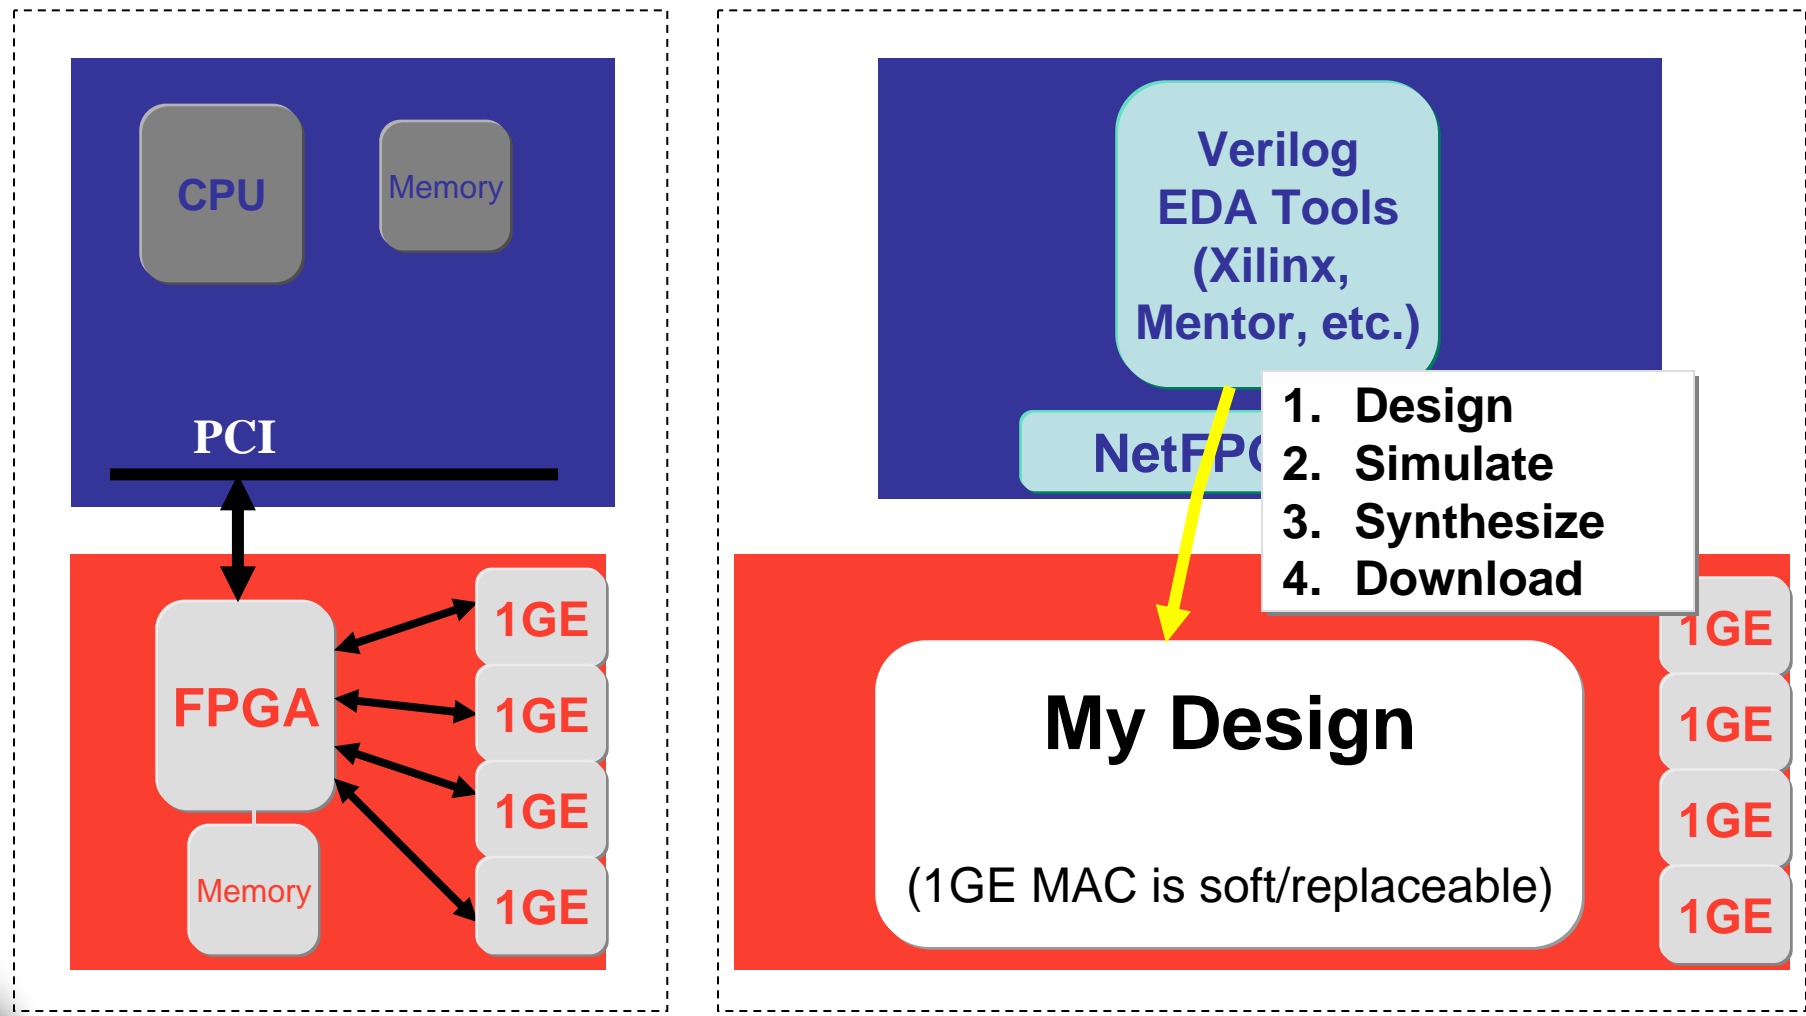 CPU
Memory
PCI
FPGA
Memory
1GE
1GE
1GE
1GE
Verilog
EDA Tools
(Xilinx,
Mentor, etc.)
1. Design
2. Simulate
3. Synthesize
4. Download
My Design
(1GE MAC is soft/replaceable)
1GE
1GE
1GE
1GE